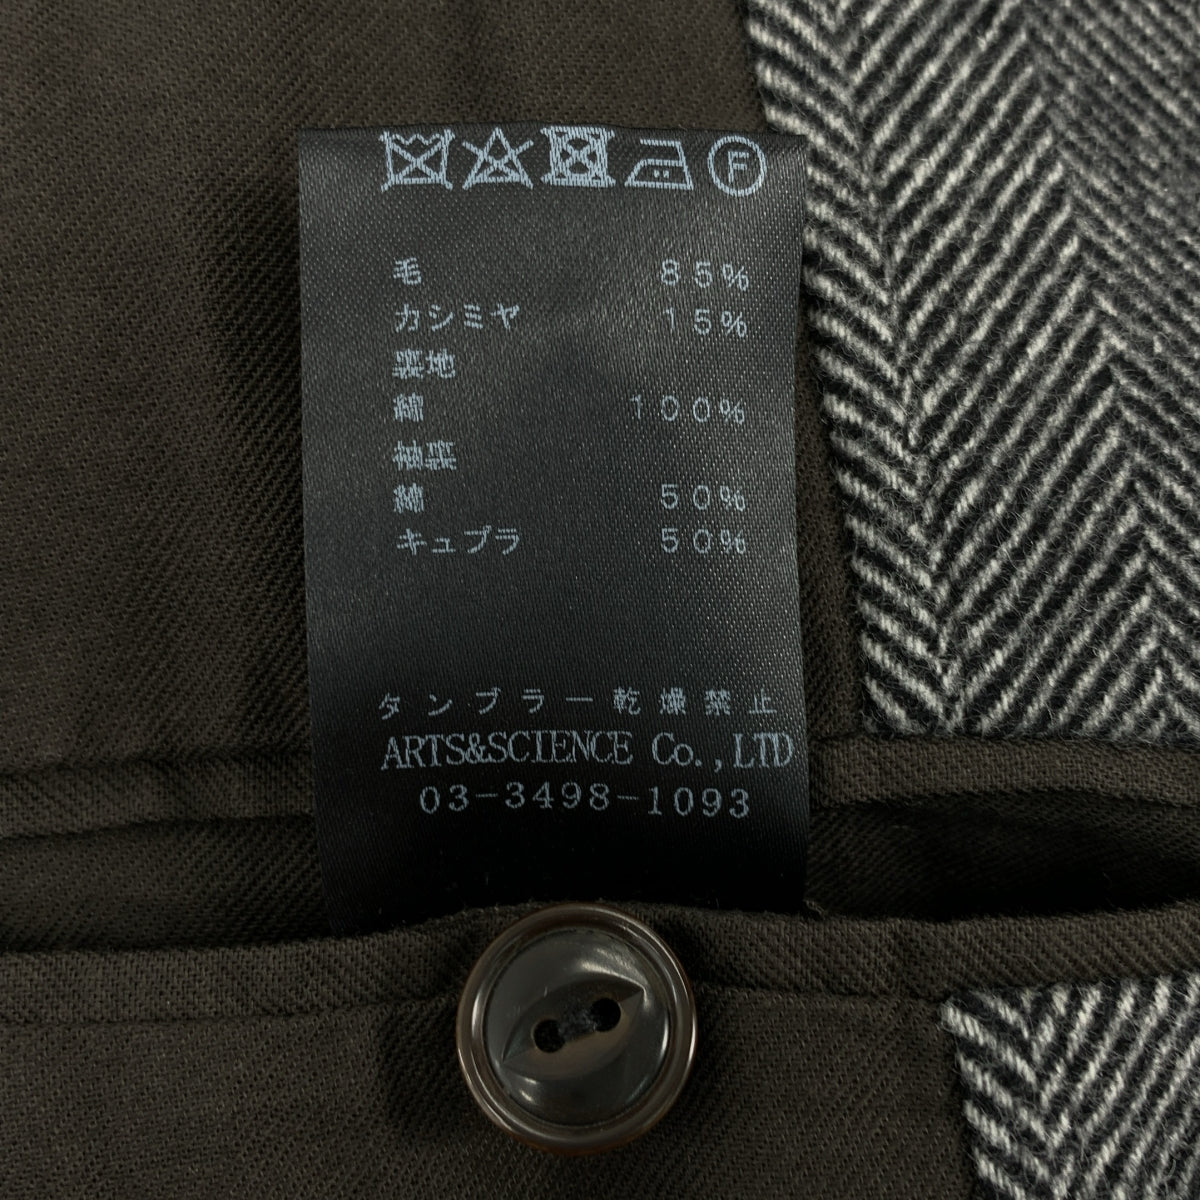 F
毛 85%
カシミヤ 15%
裏地
綿 100%
袖裏
綿 50%
キュプラ 50%
タンブラー乾燥禁止
ARTS&SCIENCE Co.,LTD
03-3498-1093